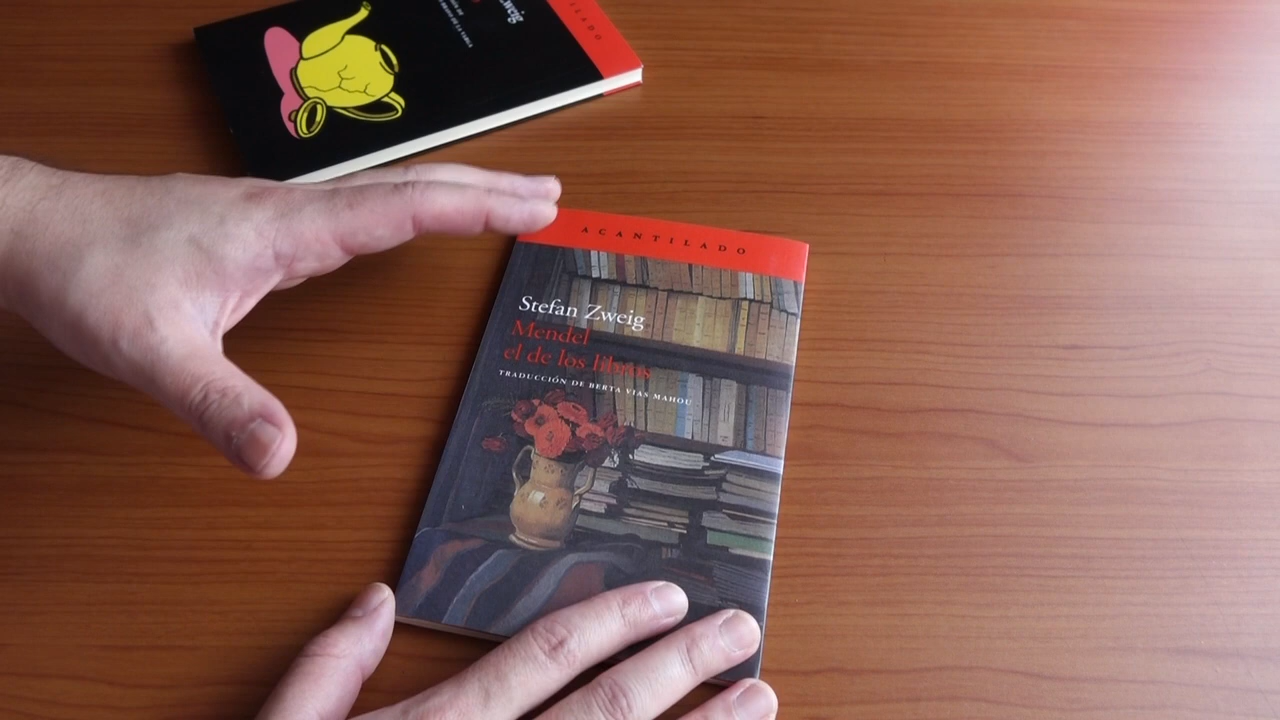 ACANTILADO
Stefan Zweig
Mendel
el de los libros
TRADUCCIÓN DE BERTA VIAS MAHOU